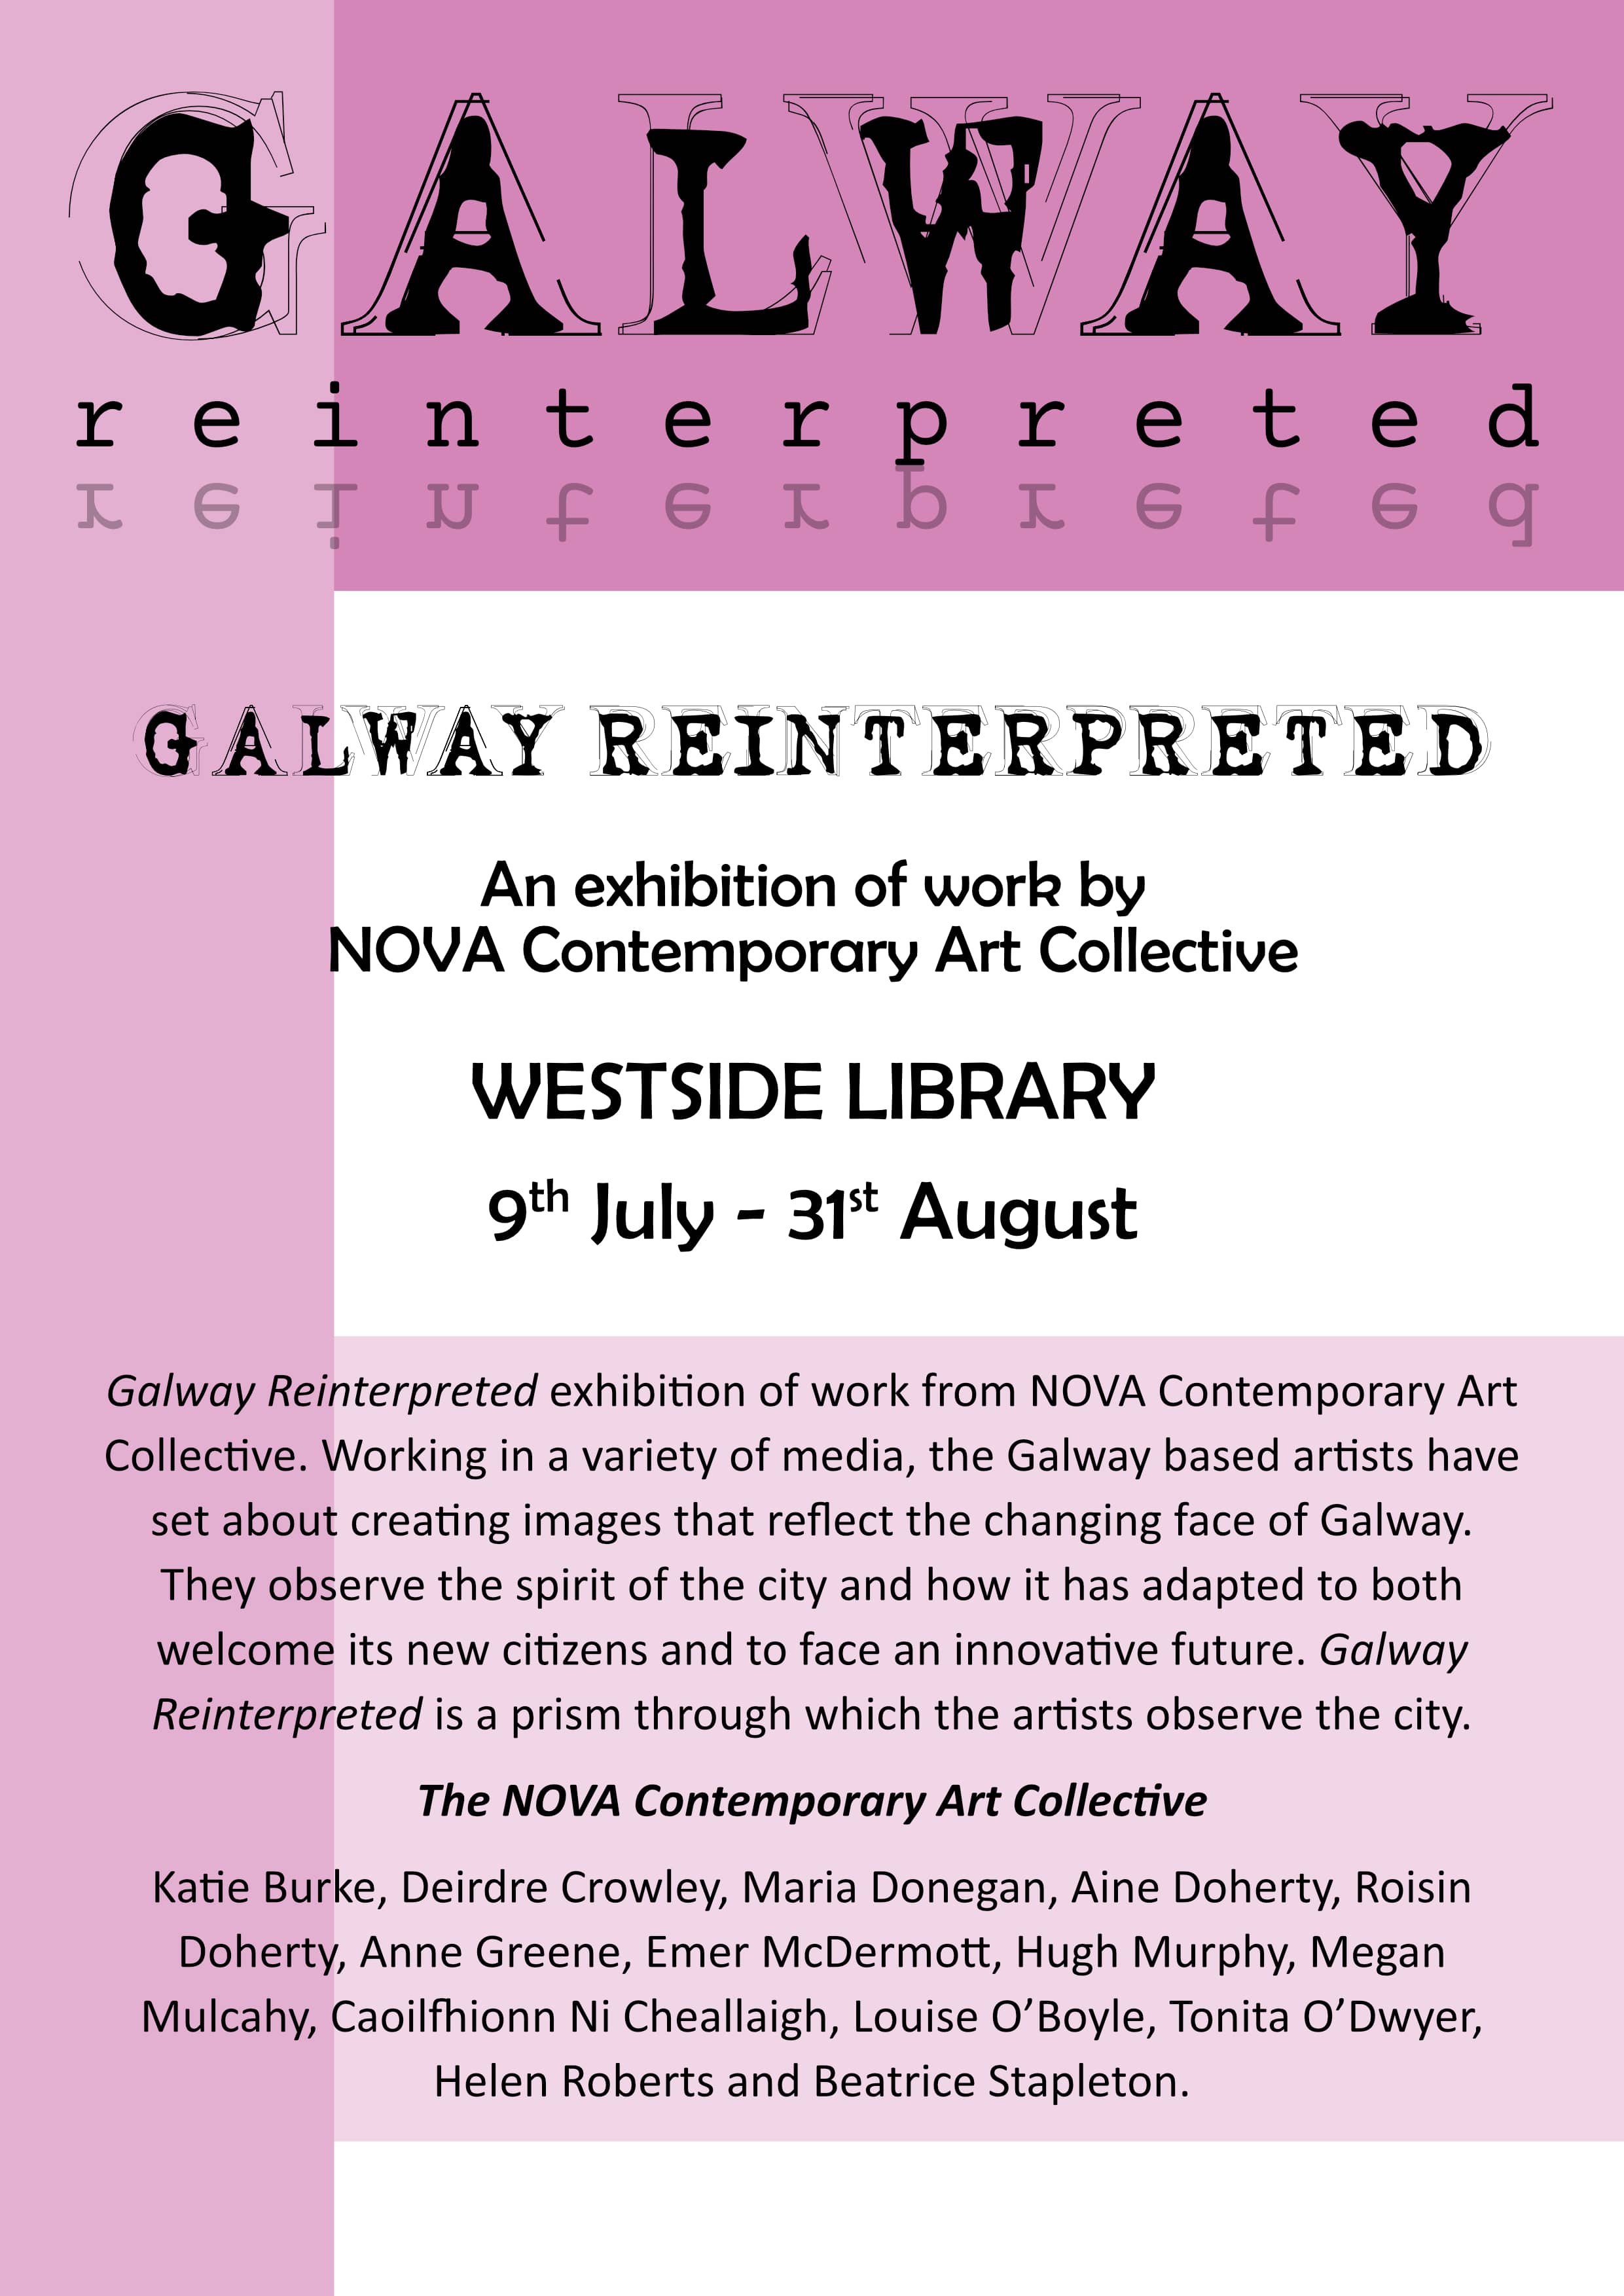 GALWAY
reinterpreted
reinterpreted
GALWAY REINTERPRETED
An exhibition of work by
NOVA Contemporary Art Collective
WESTSIDE LIBRARY
9th July - 31st August
Galway Reinterpreted exhibition of work from NOVA Contemporary Art
Collective. Working in a variety of media, the Galway based artists have
set about creating images that reflect the changing face of Galway.
They observe the spirit of the city and how it has adapted to both
welcome its new citizens and to face an innovative future. Galway
Reinterpreted is a prism through which the artists observe the city.
The NOVA Contemporary Art Collective
Katie Burke, Deirdre Crowley, Maria Donegan, Aine Doherty, Roisin
Doherty, Anne Greene, Emer McDermott, Hugh Murphy, Megan
Mulcahy, Caoilfhionn Ni Cheallaigh, Louise O’Boyle, Tonita O’Dwyer,
Helen Roberts and Beatrice Stapleton.